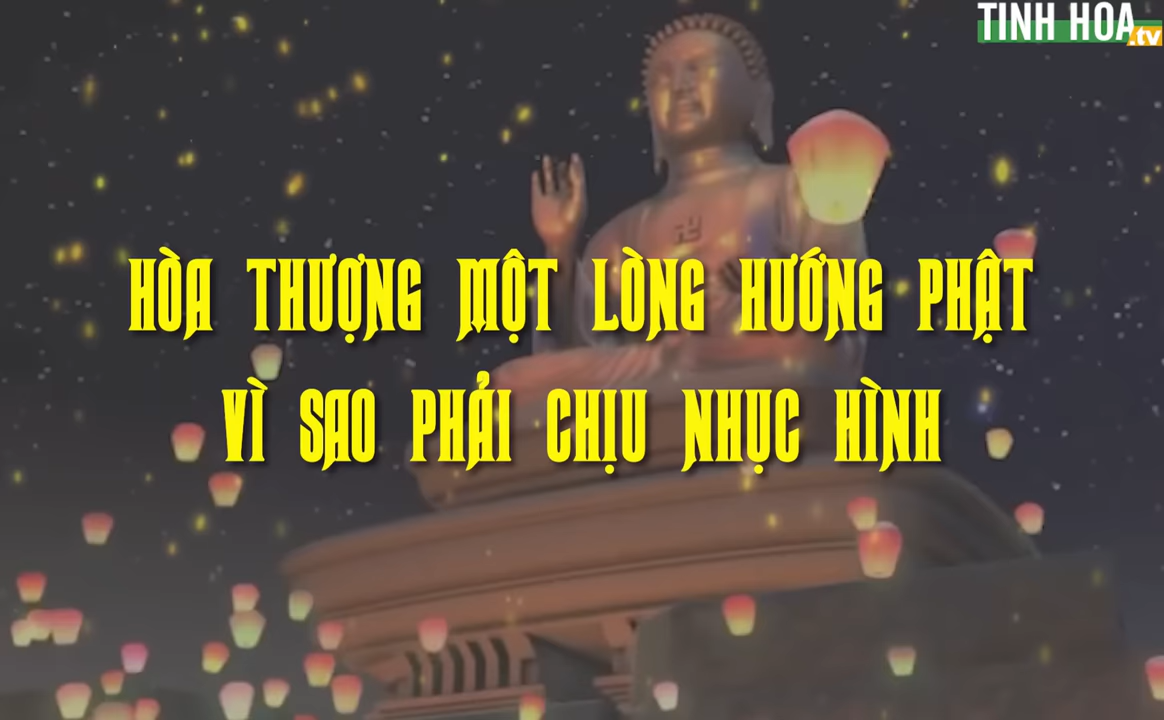 TINH HOA
.tv
HÒA THƯỢNG MỘT LÒNG HƯỚNG PHẬT
VÌ SAO PHẢI CHỊU NHỤC HÌNH